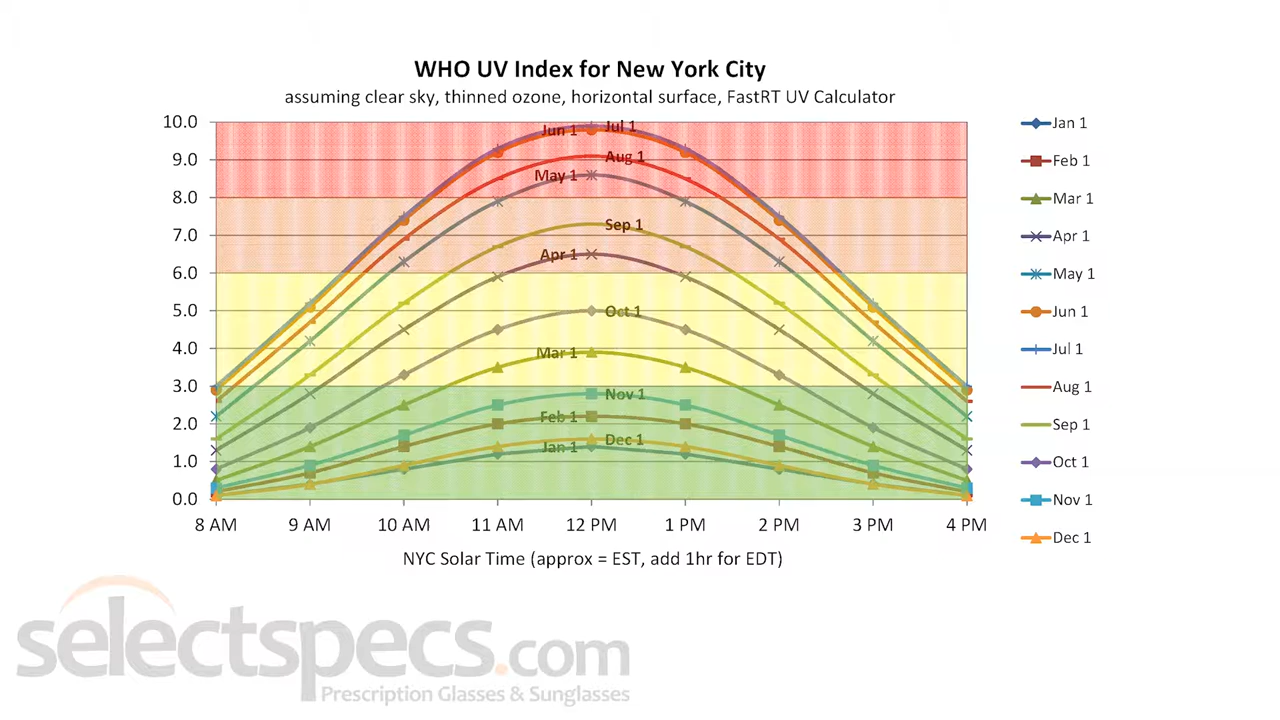 WHO UV Index for New York City
assuming clear sky, thinned ozone, horizontal surface, FastRT UV Calculator
10.0
9.0
8.0
7.0
6.0
5.0
4.0
3.0
2.0
1.0
0.0
Jun 1
Jul 1
Aug 1
May 1
Sep 1
Apr 1
Oct 1
Mar 1
Nov 1
Feb 1
Dec 1
Jan 1
8 AM 9 AM 10 AM 11 AM 12 PM 1 PM 2 PM 3 PM 4 PM
NYC Solar Time (approx = EST, add 1hr for EDT)
Jan 1
Feb 1
Mar 1
Apr 1
May 1
Jun 1
Jul 1
Aug 1
Sep 1
Oct 1
Nov 1
Dec 1
selectspecs.com
Prescription Glasses & Sunglasses